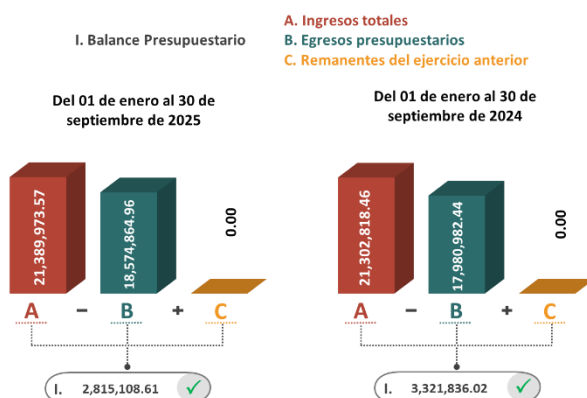 I. Balance Presupuestario
A. Ingresos totales
B. Egresos presupuestarios
C. Remanentes del ejercicio anterior
Del 01 de enero al 30 de
septiembre de 2025
21,389,973.57
18,574,864.96
0.00
A – B + C
I. 2,815,108.61
Del 01 de enero al 30 de
septiembre de 2024
21,302,818.46
17,980,982.44
0.00
A – B + C
I. 3,321,836.02